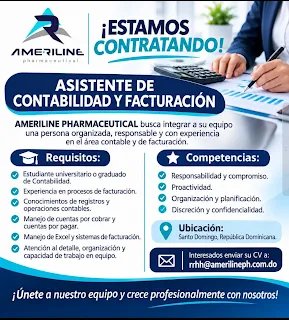 AMERILINE
pharmaceutical
¡ESTAMOS
CONTRATANDO!
ASISTENTE DE
CONTABILIDAD Y FACTURACIÓN
AMERILINE PHARMACEUTICAL busca integrar a su equipo
una persona organizada, responsable y con experiencia
en el área contable y de facturación.
Requisitos:
Estudiante universitario o graduado
de Contabilidad.
Experiencia en procesos de facturación.
Conocimientos de registros y
operaciones contables.
Manejo de cuentas por cobrar y
cuentas por pagar.
Manejo de Excel y sistemas de facturación.
Atención al detalle, organización y
capacidad de trabajo en equipo.
Competencias:
Responsabilidad y compromiso.
Proactividad.
Organización y planificación.
Discreción y confidencialidad.
Ubicación:
Santo Domingo, República Dominicana.
Interesados enviar su CV a:
rrhh@amerilineph.com.do
¡Únete a nuestro equipo y crece profesionalmente con nosotros!